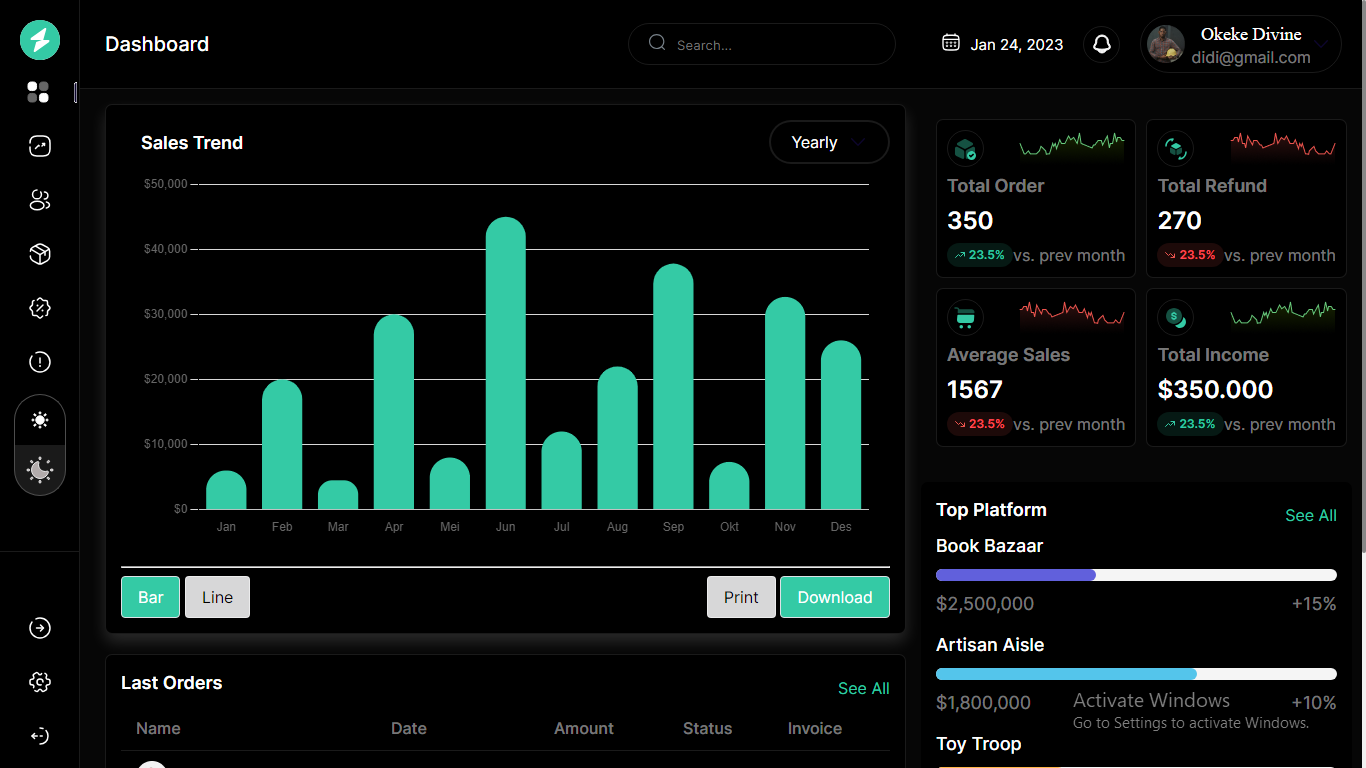 Dashboard
Search...
Jan 24, 2023
Okeke Divine
didi@gmail.com
Sales Trend
Yearly
$50,000
$40,000
$30,000
$20,000
$10,000
$0
Jan Feb Mar Apr Mei Jun Jul Aug Sep Okt Nov Des
Bar Line Print Download
Total Order
350
23.5% vs. prev month
Total Refund
270
23.5% vs. prev month
Average Sales
1567
23.5% vs. prev month
Total Income
$350.000
23.5% vs. prev month
Last Orders
See All
Name Date Amount Status Invoice
Top Platform
See All
Book Bazaar
$2,500,000 +15%
Artisan Aisle
$1,800,000 +10%
Toy Troop
Activate Windows
Go to Settings to activate Windows.